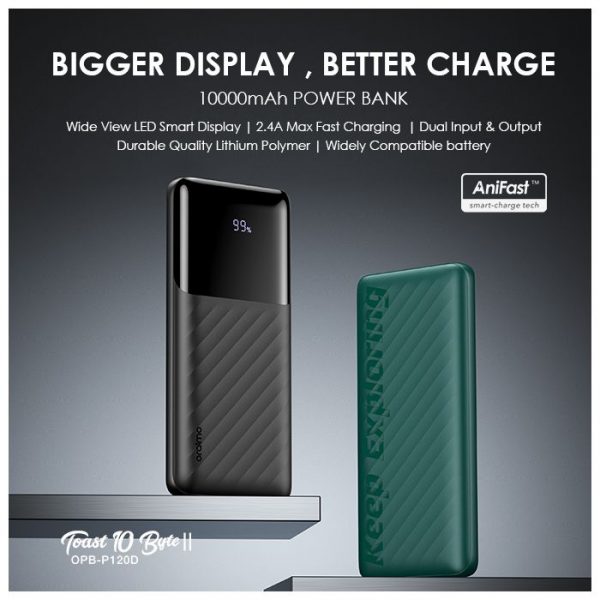 BIGGER DISPLAY , BETTER CHARGE
10000mAh POWER BANK
Wide View LED Smart Display | 2.4A Max Fast Charging | Dual Input & Output
Durable Quality Lithium Polymer | Widely Compatible battery
AniFast™
smart-charge tech
99%
oraimo
Keep exploring
Toast 10 Byte II
OPB-P120D